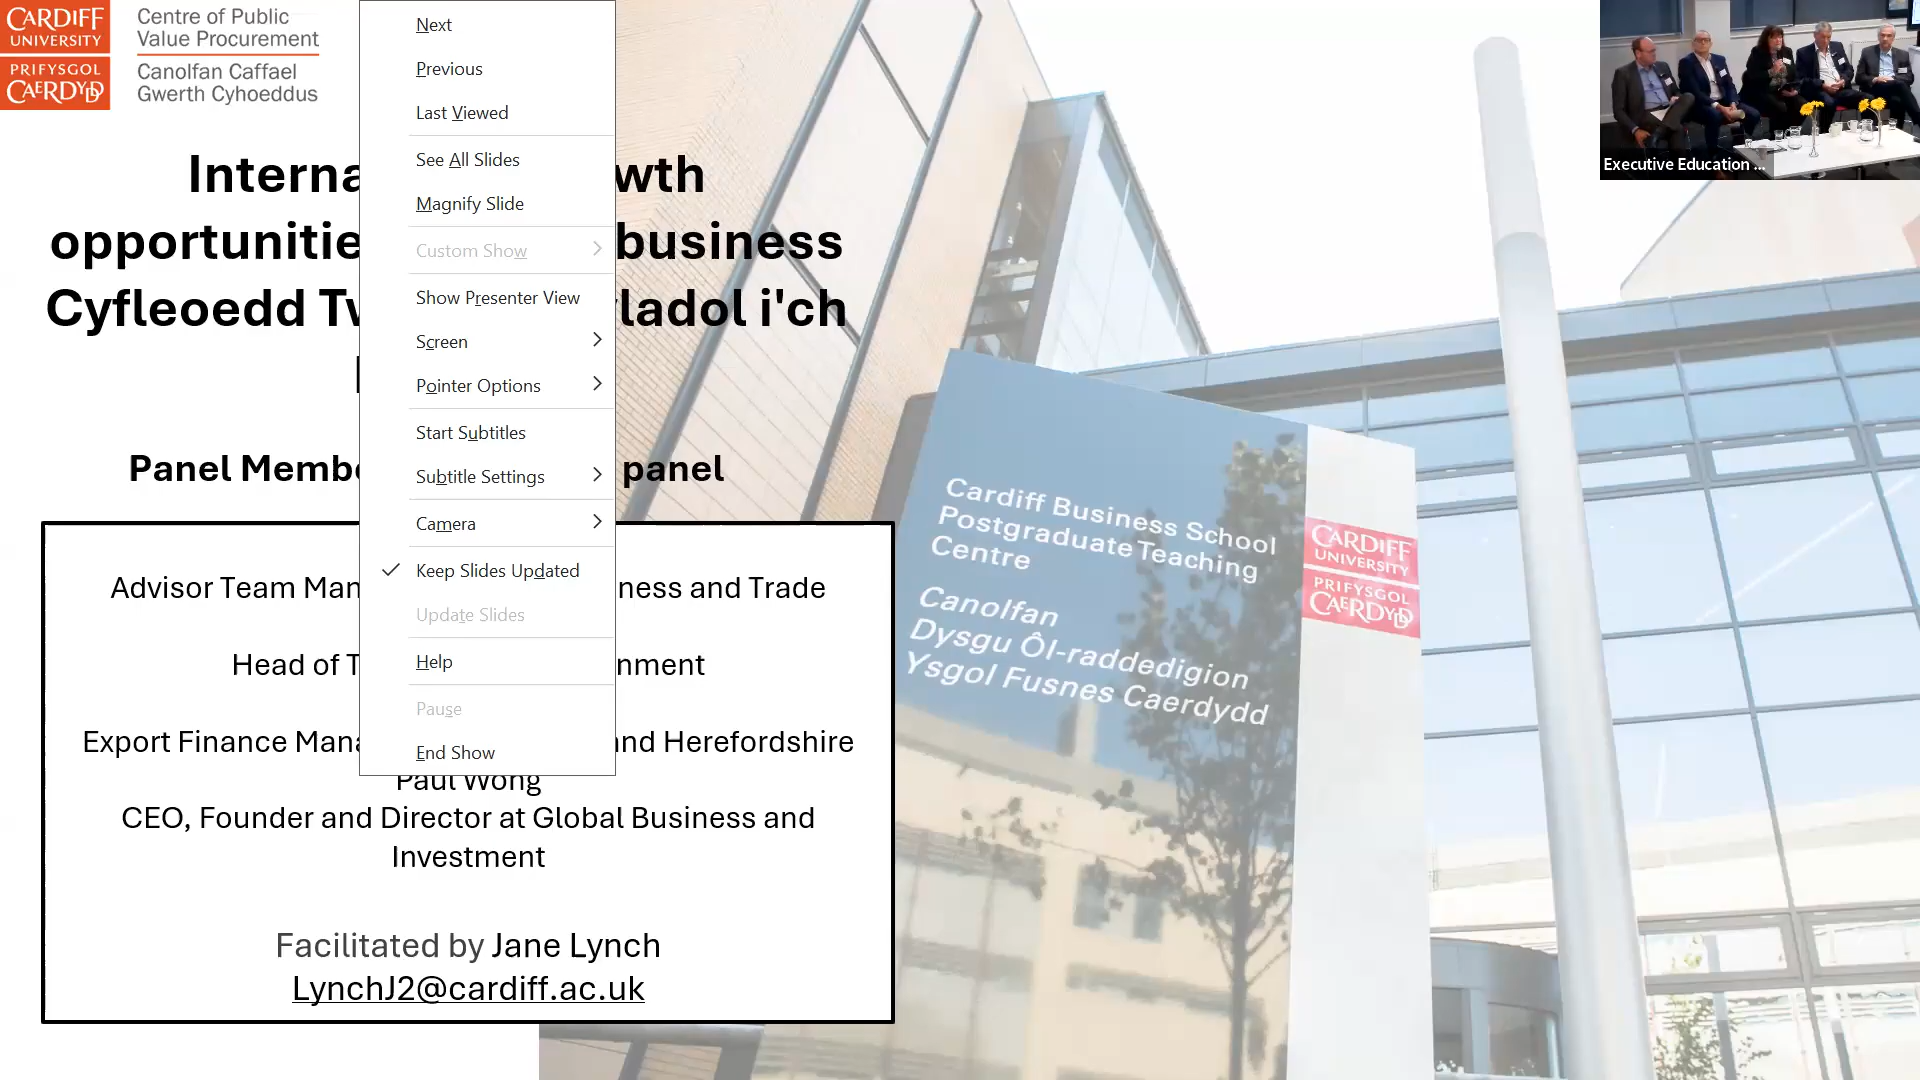 CARDIFF
UNIVERSITY
PRIFYSGOL
CAERDYDD
Centre of Public
Value Procurement
Canolfan Caffael
Gwerth Cyhoeddus
Interna wth
opportunitie business
Cyfleoedd Tw ladol i'ch
Panel Membe panel
Advisor Team Man ness and Trade
Head of T nment
Export Finance Mana nd Herefordshire
Paul Wong
CEO, Founder and Director at Global Business and
Investment
Facilitated by Jane Lynch
LynchJ2@cardiff.ac.uk
Next
Previous
Last Viewed
See All Slides
Magnify Slide
Custom Show
Show Presenter View
Screen
Pointer Options
Start Subtitles
Subtitle Settings
Camera
Keep Slides Updated
Update Slides
Help
Pause
End Show
Cardiff Business School
Postgraduate Teaching
Centre
Canolfan
Dysgu Ôl-raddedigion
Ysgol Fusnes Caerdydd
CARDIFF
UNIVERSITY
PRIFYSGOL
CAERDYDD
Executive Education ...